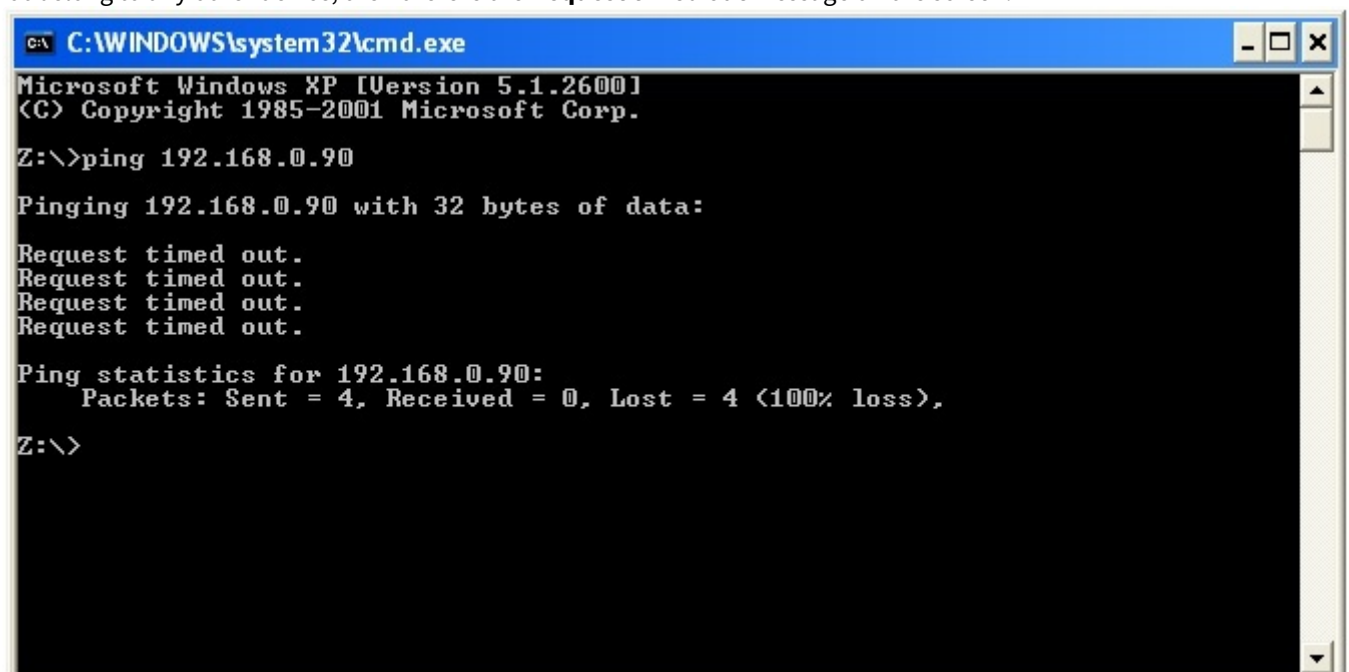 C:\WINDOWS\system32\cmd.exe
Microsoft Windows XP [Version 5.1.2600]
(C) Copyright 1985-2001 Microsoft Corp.
Z:\>ping 192.168.0.90
Pinging 192.168.0.90 with 32 bytes of data:
Request timed out.
Request timed out.
Request timed out.
Request timed out.
Ping statistics for 192.168.0.90:
Packets: Sent = 4, Received = 0, Lost = 4 (100% loss),
Z:\>